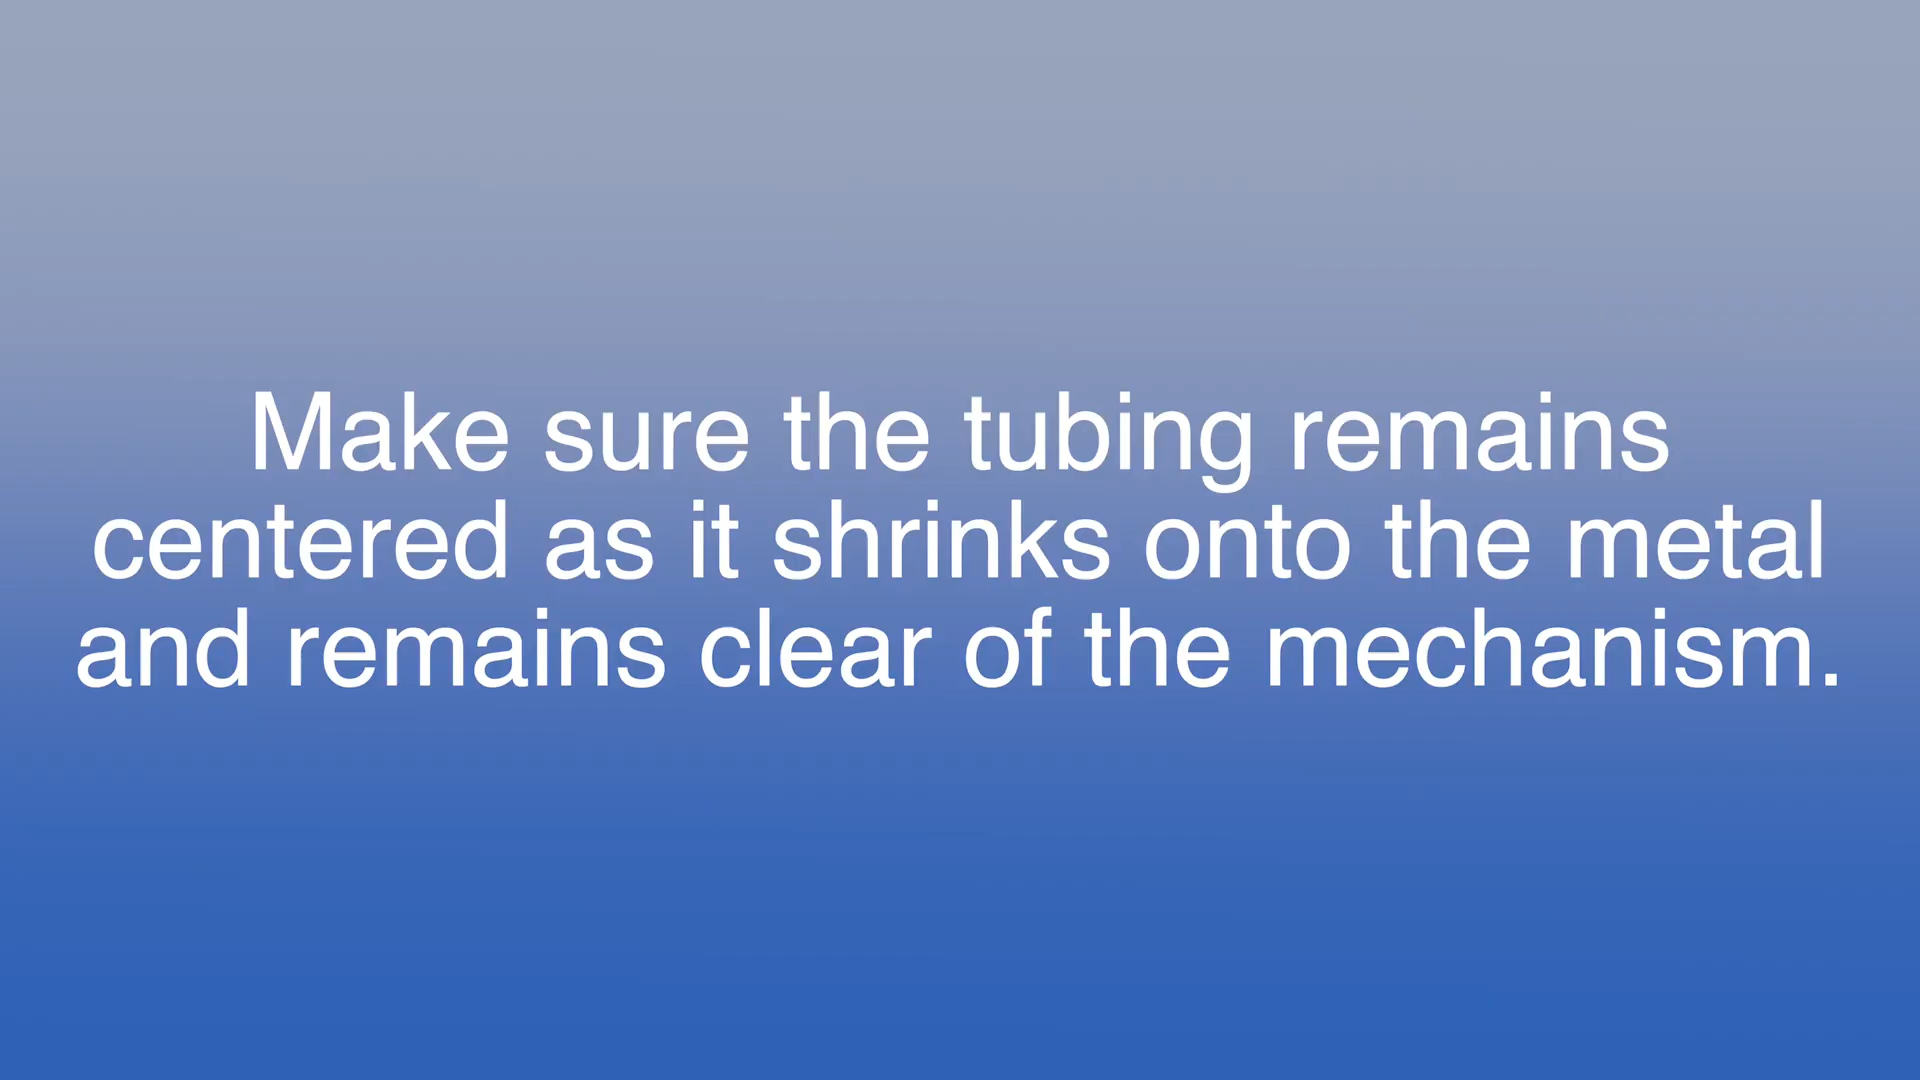 Make sure the tubing remains
centered as it shrinks onto the metal
and remains clear of the mechanism.